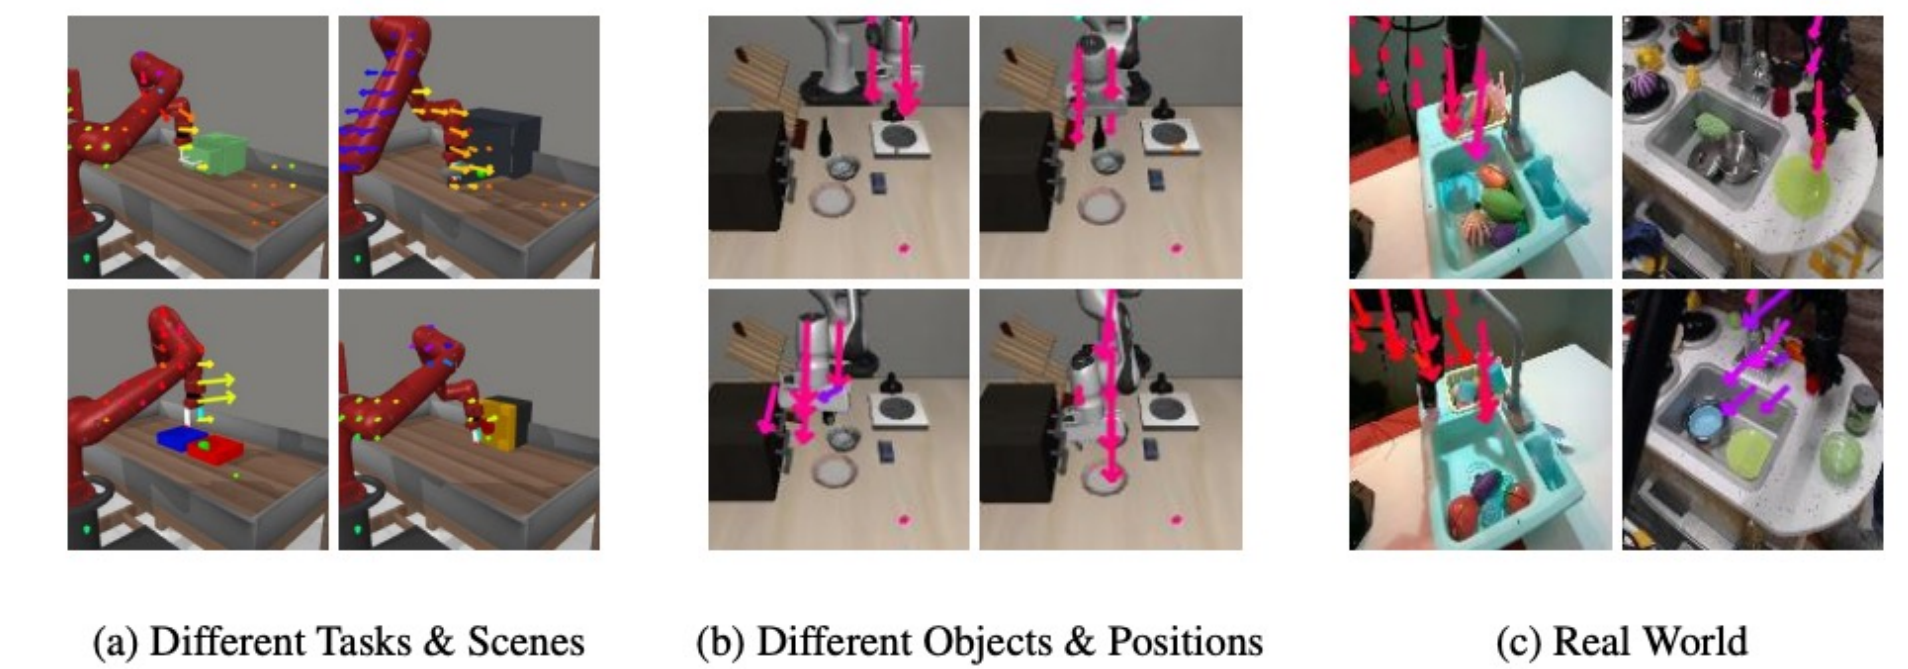 (a) Different Tasks & Scenes
(b) Different Objects & Positions
(c) Real World